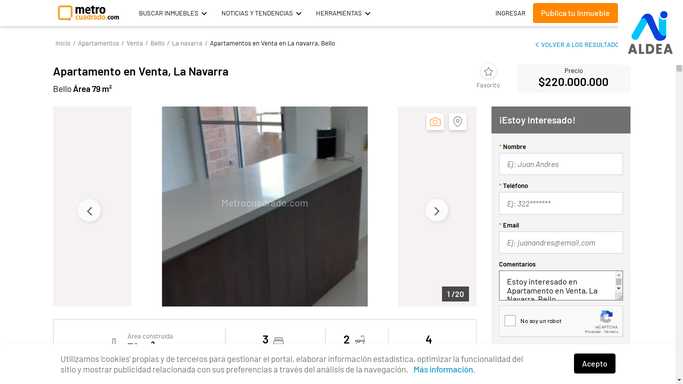 metro
cuadrado.com
BUSCAR INMUEBLES
NOTICIAS Y TENDENCIAS
HERRAMIENTAS
INGRESAR
Publica tu inmueble
AI
ALDEA
Inicio / Apartamentos / Venta / Bello / La navarra / Apartamentos en Venta en La navarra, Bello
< VOLVER A LOS RESULTADO
Apartamento en Venta, La Navarra
Bello Área 79 m²
Favorito
Precio
$220.000.000
Metrocuadrado.com
1 / 20
¡Estoy Interesado!
* Nombre
Ej: Juan Andres
* Teléfono
Ej: 322*******
* Email
Ej: juanandres@email.com
Comentarios
Estoy interesado en
Apartamento en Venta, La
Navarra, Bello
No soy un robot
reCAPTCHA
Privacidad - Términos
Área construida
3
2
4
Utilizamos 'cookies' propias y de terceros para gestionar el portal, elaborar información estadística, optimizar la funcionalidad del
sitio y mostrar publicidad relacionada con sus preferencias a través del análisis de la navegación. Más información.
Acepto